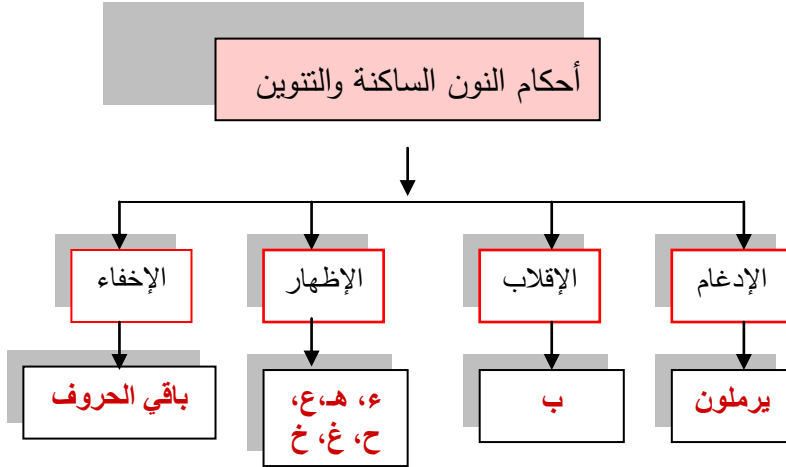 أحكام النون الساكنة والتنوين
الإدغام
الإقلاب
الإظهار
الإخفاء
يرملون
ب
ء، هـ،ع،
ح، غ، خ
باقي الحروف